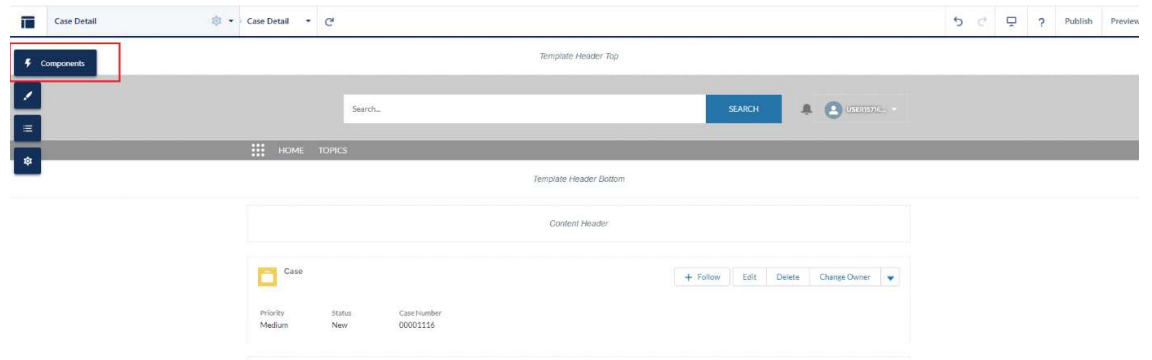 Case Detail
Case Detail
?
Publish
Preview
Components
Template Header Top
Search...
SEARCH
HOME TOPICS
Template Header Bottom
Content Header
Case
+ Follow Edit Delete Change Owner
Priority Status Case Number
Medium New 00001116